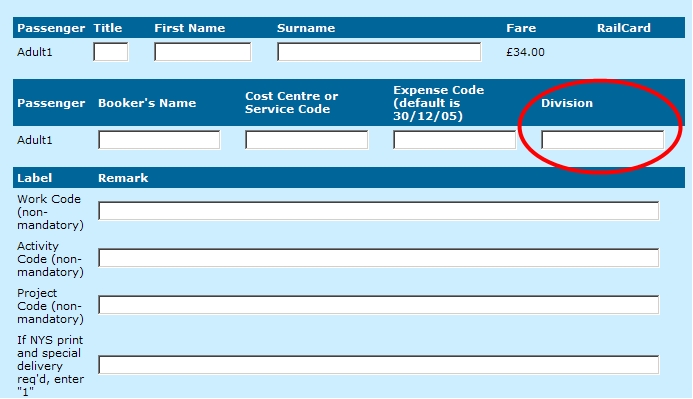 Passenger Title First Name Surname Fare RailCard
Adult1 £34.00
Passenger Booker's Name Cost Centre or Service Code Expense Code (default is 30/12/05) Division
Adult1
Label Remark
Work Code
(non-
mandatory)
Activity
Code (non-
mandatory)
Project
Code (non-
mandatory)
If NYS print
and special
delivery
req'd, enter
"1"